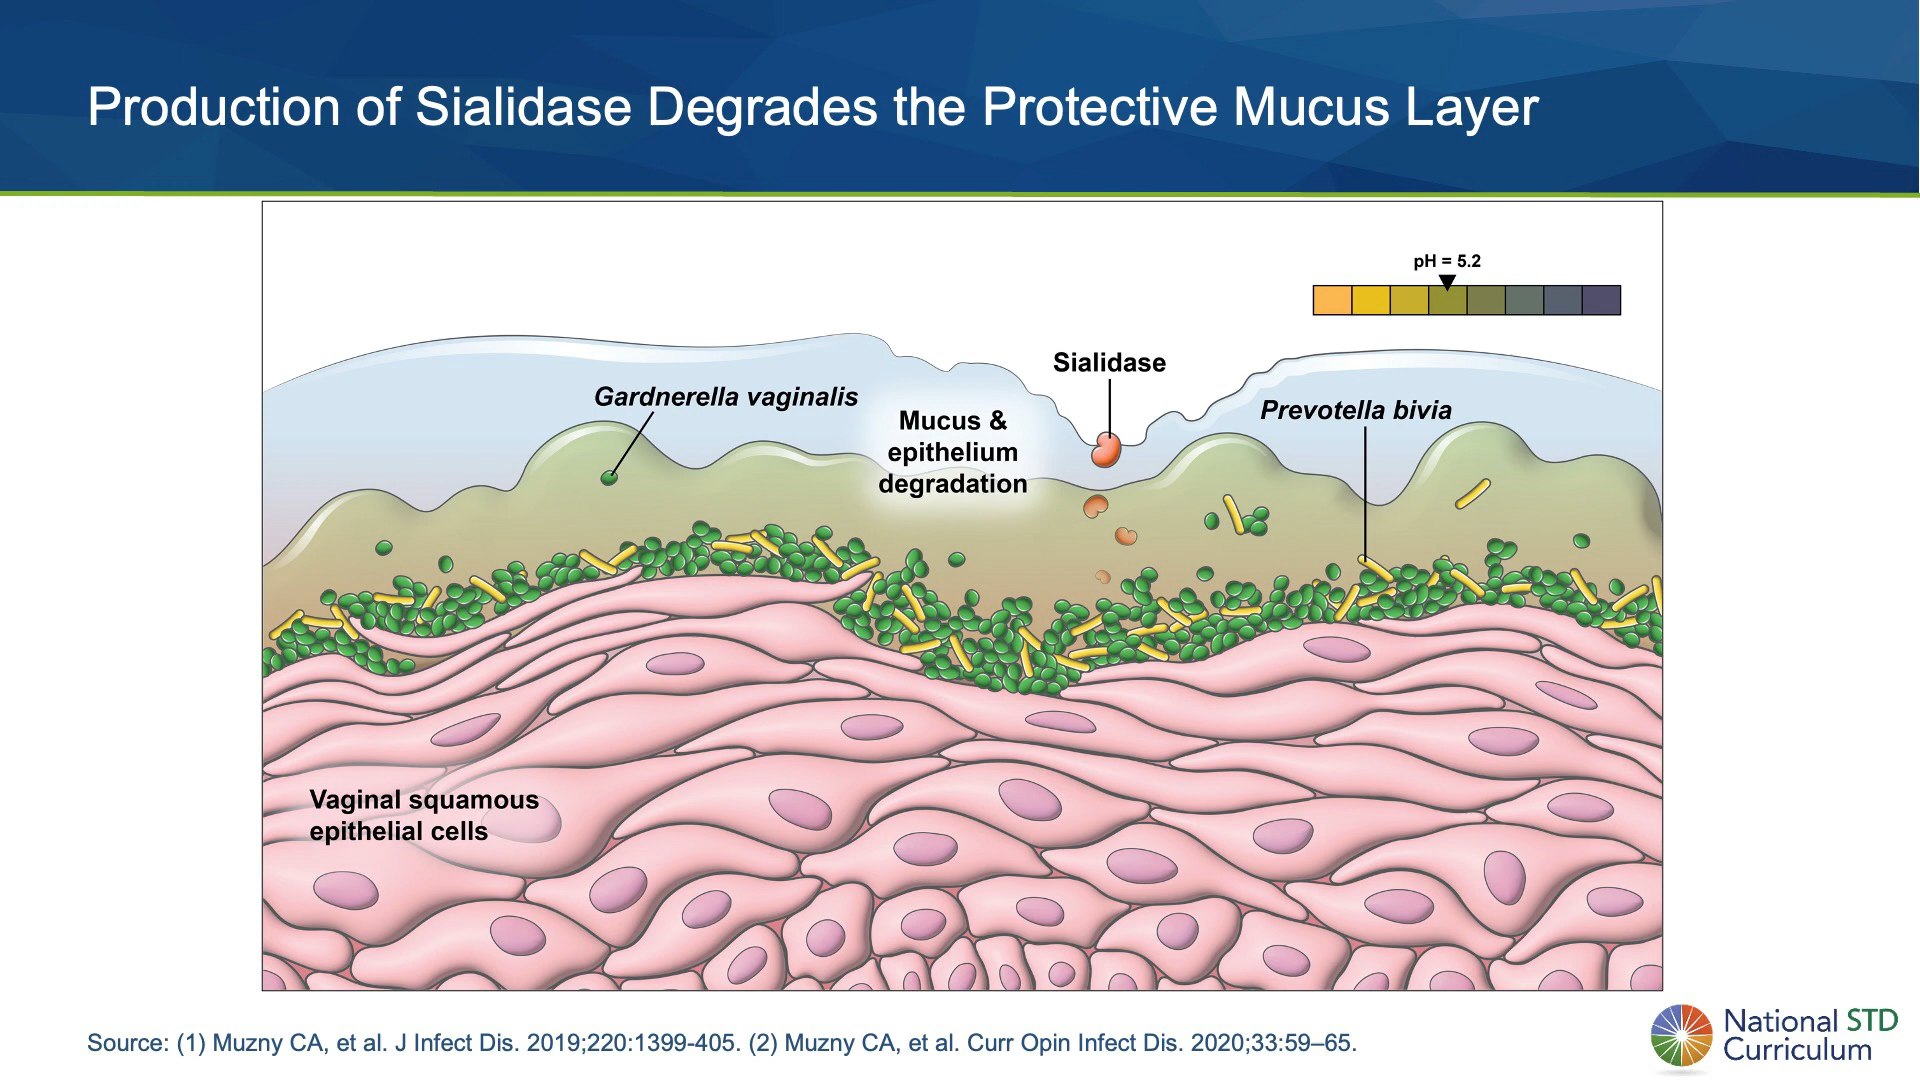 Production of Sialidase Degrades the Protective Mucus Layer
pH = 5.2
Sialidase
Gardnerella vaginalis
Prevotella bivia
Mucus &
epithelium
degradation
Vaginal squamous
epithelial cells
Source: (1) Muzny CA, et al. J Infect Dis. 2019;220:1399-405. (2) Muzny CA, et al. Curr Opin Infect Dis. 2020;33:59–65.
National STD
Curriculum